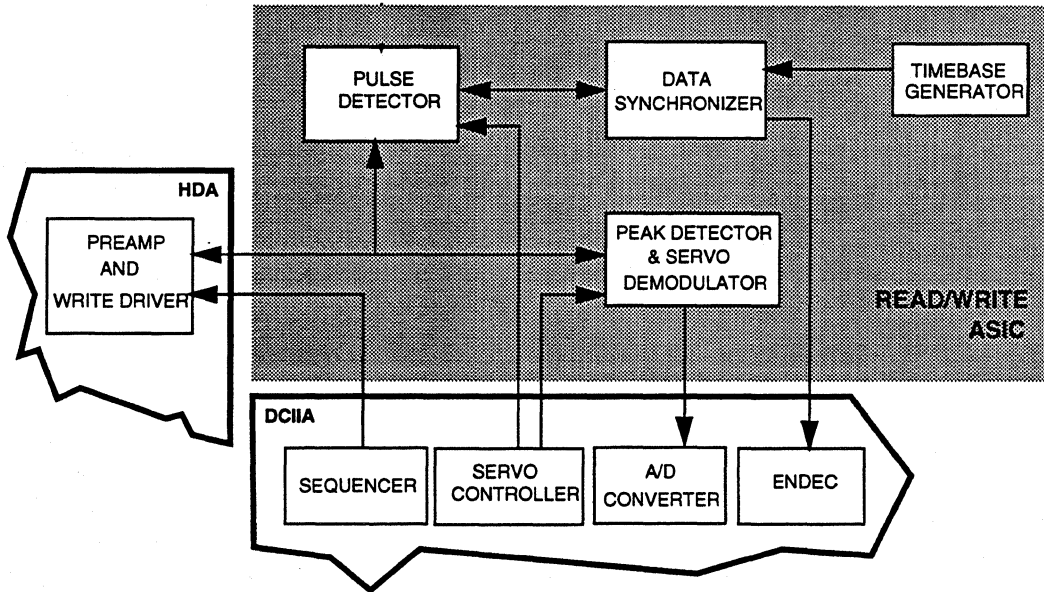 PULSE
DETECTOR
DATA
SYNCHRONIZER
TIMEBASE
GENERATOR
HDA
PREAMP
AND
WRITE DRIVER
PEAK DETECTOR
& SERVO
DEMODULATOR
READ/WRITE
ASIC
DCIIA
SEQUENCER
SERVO
CONTROLLER
A/D
CONVERTER
ENDEC